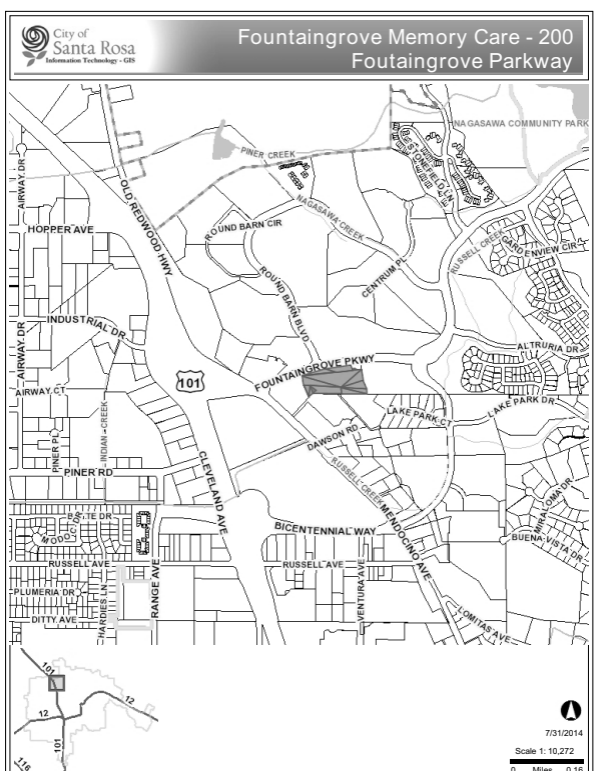 City of
Santa Rosa
Information Technology - GIS
Fountaingrove Memory Care - 200
Foutaingrove Parkway
NAGASAWA COMMUNITY PARK
PINER CREEK
STONEFIELD LN
AIRWAY DR
OLD REDWOOD HWY
NAGASAWA CREEK
ROUND BARN CIR
HOPPER AVE
RUSSELL CREEK
GARDENVIEW CIR
CENTRUM PL
ROUND BARN BLVD
INDUSTRIAL DR
AIRWAY DR
ALTRURIA DR
FOUNTAINGROVE PKWY
101
AIRWAY CT
LAKE PARK DR
LAKE PARK CT
INDIAN CREEK
DAWSON RD
PINER PL
CLEVELAND AVE
RUSSELL CREEK
PINER RD
MENDOCINO AVE
MIRALOMA DR
BICENTENNIAL WAY
MODOC DR
BUENA VISTA DR
RUSSELL AVE
RUSSELL AVE
PLUMERIA DR
RANGE AVE
VENTURA AVE
HARDIES LN
DITTY AVE
LOMITAS AVE
101
12
12
101
116
7/31/2014
Scale 1: 10,272
0 Miles 0.16